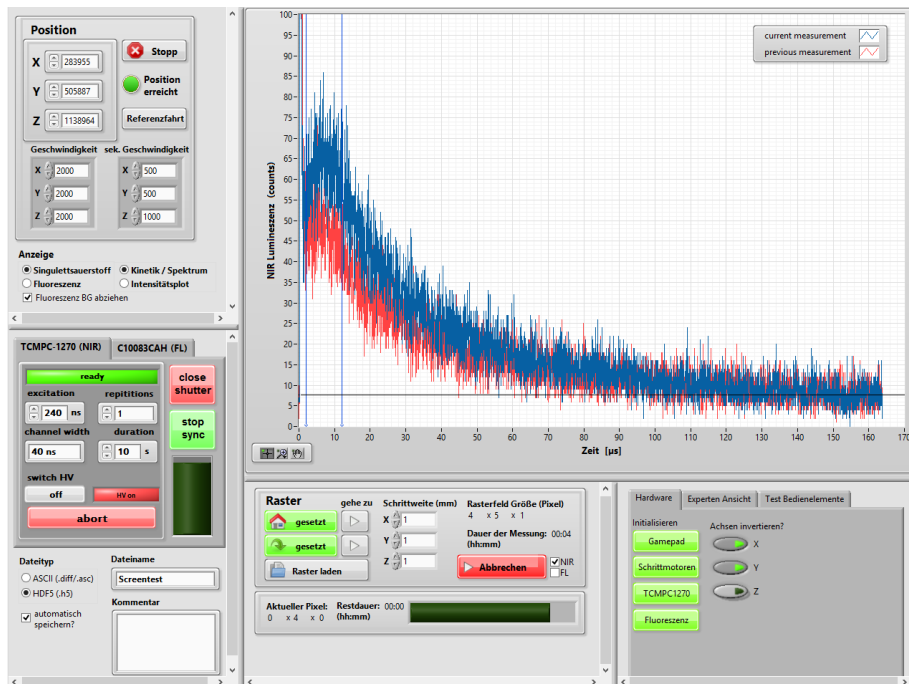 Position
X 283955
Stopp
Y 505887
Position erreicht
Z 1138964
Referenzfahrt
Geschwindigkeit sek. Geschwindigkeit
X 2000 X 500
Y 2000 Y 500
Z 2000 Z 1000
Anzeige
Singulettsauerstoff Kinetik / Spektrum
Fluoreszenz Intensitätsplot
Fluoreszenz BG abziehen
TCMPC-1270 (NIR) C10083CAH (FL)
ready
close shutter
excitation repititions
240 ns 1
stop sync
channel width duration
40 ns 10 s
switch HV
off HV on
abort
Dateityp
ASCII (.diff/.asc)
HDF5 (.h5)
automatisch
speichern?
Dateiname
Screentest
Kommentar
current measurement
previous measurement
NIR Lumineszenz (counts)
100
95
90
85
80
75
70
65
60
55
50
45
40
35
30
25
20
15
10
5
0
0 10 20 30 40 50 60 70 80 90 100 110 120 130 140 150 160 170
Zeit [µs]
Raster gehe zu Schrittweite (mm) Rasterfeld Größe (Pixel)
gesetzt X 1 4 x 5 x 1
gesetzt Y 1 Dauer der Messung: 00:04
(hh:mm)
Raster laden Z 1 Abbrechen NIR
FL
Aktueller Pixel: Restdauer: 00:00
0 x 4 x 0 (hh:mm)
Hardware Experten Ansicht Test Bedienelemente
Initialisieren Achsen invertieren?
Gamepad X
Schrittmotoren Y
TCMPC1270 Z
Fluoreszenz